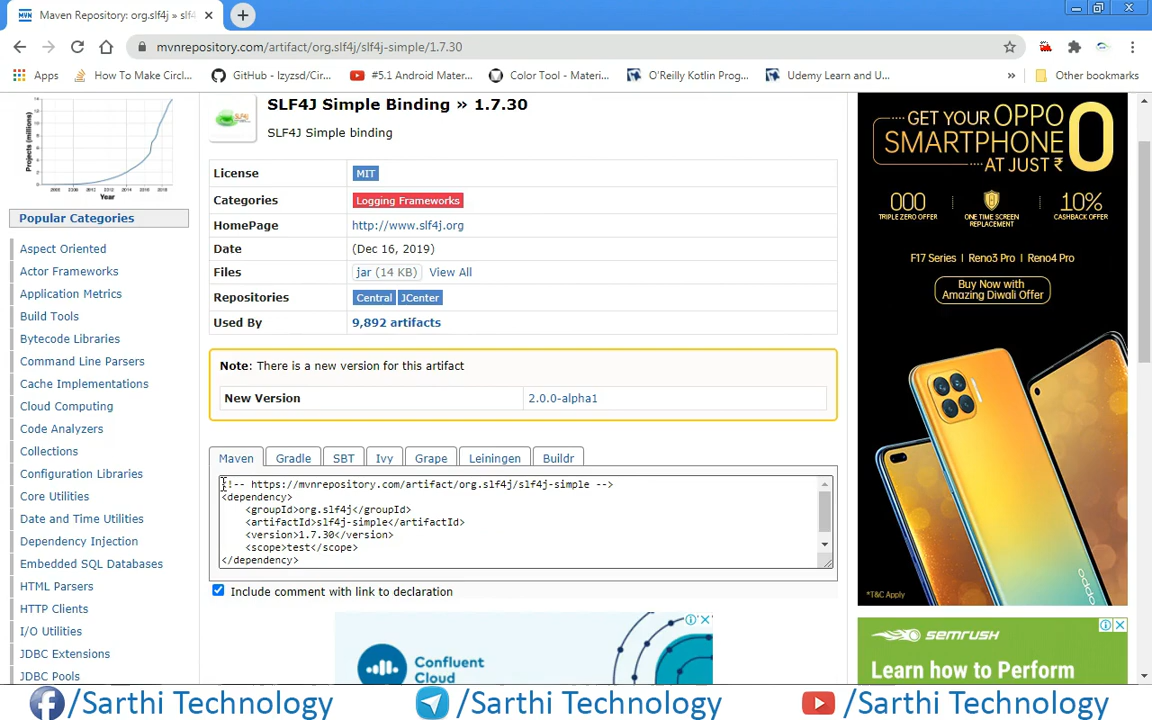 Maven Repository: org.slf4j » slf4
mvnrepository.com/artifact/org.slf4j/slf4j-simple/1.7.30
Apps
How To Make Circl...
GitHub - Izyzsd/Cir...
#5.1 Android Mater...
Color Tool - Materi...
O'Reilly Kotlin Prog...
Udemy Learn and U...
»
Other bookmarks
Projects (millions)
Year
Popular Categories
Aspect Oriented
Actor Frameworks
Application Metrics
Build Tools
Bytecode Libraries
Command Line Parsers
Cache Implementations
Cloud Computing
Code Analyzers
Collections
Configuration Libraries
Core Utilities
Date and Time Utilities
Dependency Injection
Embedded SQL Databases
HTML Parsers
HTTP Clients
I/O Utilities
JDBC Extensions
JDBC Pools
SLF4J Simple Binding » 1.7.30
SLF4J Simple binding
License MIT
Categories Logging Frameworks
HomePage http://www.slf4j.org
Date (Dec 16, 2019)
Files jar (14 KB) View All
Repositories Central JCenter
Used By 9,892 artifacts
Note: There is a new version for this artifact
New Version 2.0.0-alpha1
Maven Gradle SBT Ivy Grape Leiningen Buildr
<!-- https://mvnrepository.com/artifact/org.slf4j/slf4j-simple -->
<dependency>
<groupId>org.slf4j</groupId>
<artifactId>slf4j-simple</artifactId>
<version>1.7.30</version>
<scope>test</scope>
</dependency>
Include comment with link to declaration
Confluent
Cloud
GET YOUR OPPO
SMARTPHONE
AT JUST ₹ 0
000
TRIPLE ZERO OFFER
ONE TIME SCREEN
REPLACEMENT
10%
CASHBACK OFFER
F17 Series | Reno3 Pro | Reno4 Pro
Buy Now with
Amazing Diwali Offer
*T&C Apply
oppo
SEMRUSH
Learn how to Perform
/Sarthi Technology
/Sarthi Technology
/Sarthi Technology